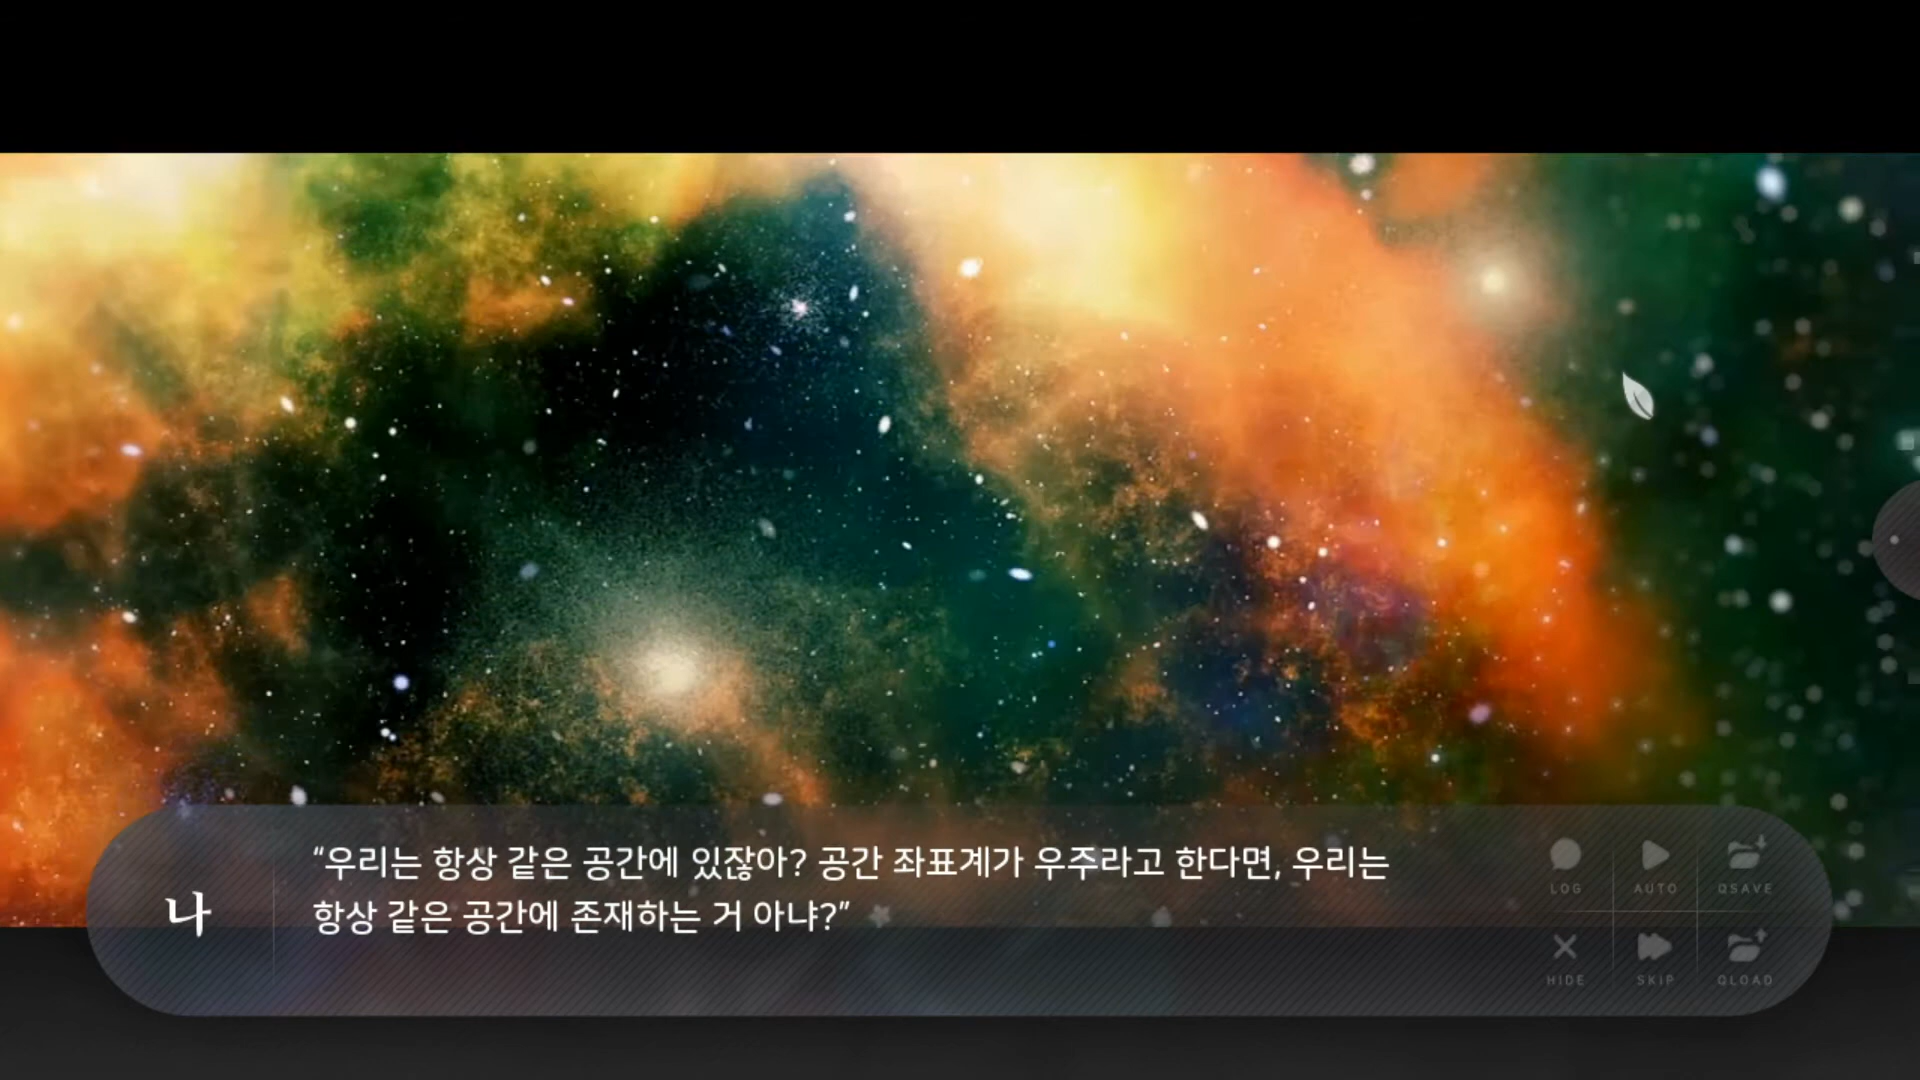 “우리는 항상 같은 공간에 있잖아? 공간 좌표계가 우주라고 한다면, 우리는
나
항상 같은 공간에 존재하는 거 아냐?”
LOG AUTO QSAVE
HIDE SKIP QLOAD